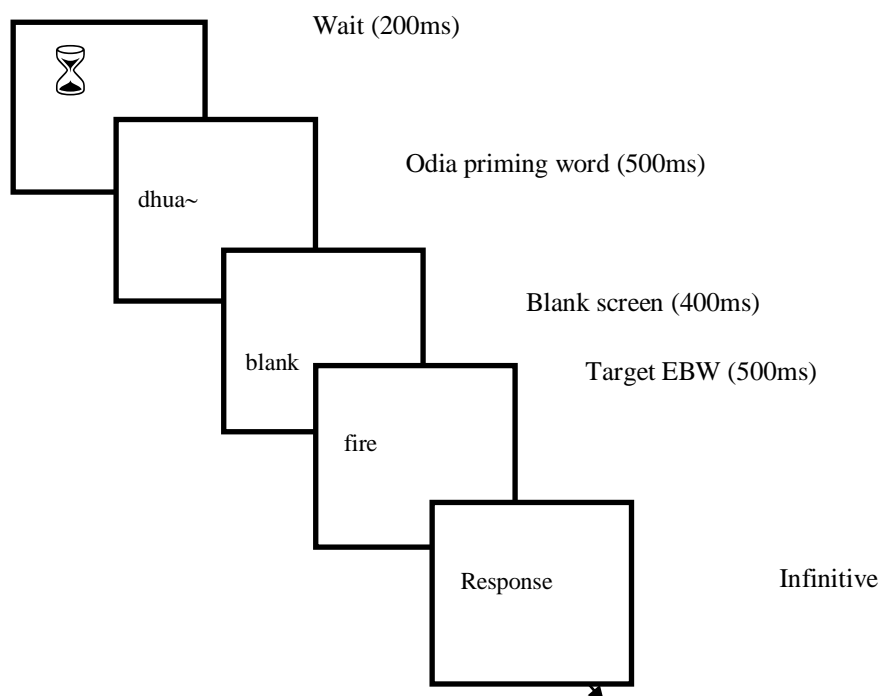 Wait (200ms)
Odia priming word (500ms)
dhua~
Blank screen (400ms)
blank
Target EBW (500ms)
fire
Response
Infinitive